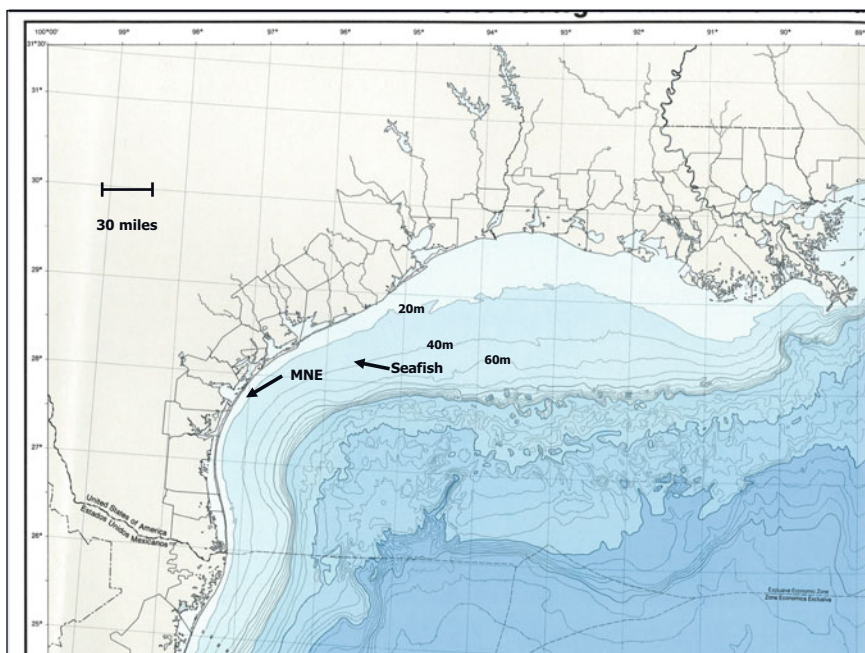 100°00' 99° 98° 97° 96° 95° 94° 93° 92° 91° 90° 89°
31°30'
31°
30°
30 miles
29°
20m
28°
40m
60m
Seafish
MNE
27°
United States of America
Estados Unidos Mexicanos
26°
Exclusive Economic Zone
Zona Economica Exclusiva
25°